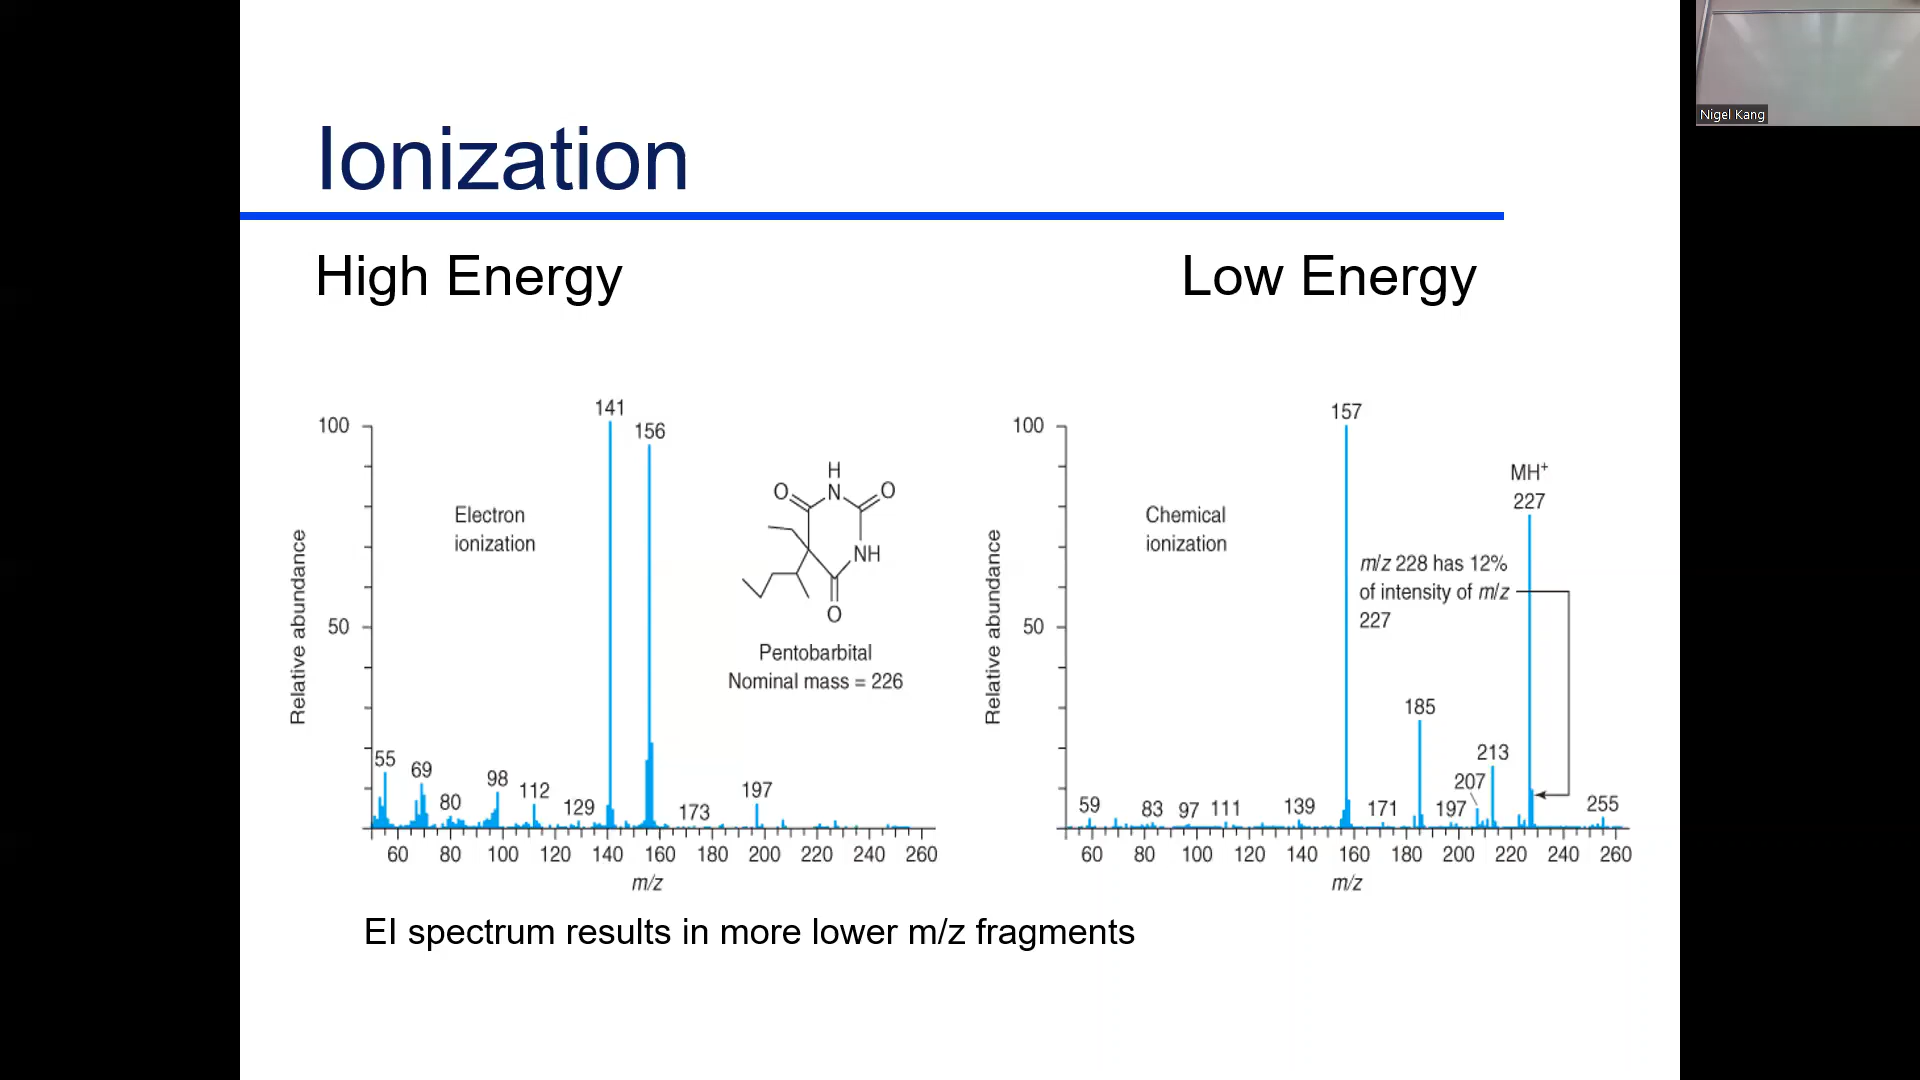 Nigel Kang
Ionization
High Energy
Low Energy
141
156
100
50
Relative abundance
Electron
ionization
55
69
80
98
112
129
173
197
H
N
O
O
NH
O
Pentobarbital
Nominal mass = 226
60 80 100 120 140 160 180 200 220 240 260
m/z
157
100
50
Relative abundance
Chemical
ionization
MH+
227
m/z 228 has 12%
of intensity of m/z
227
185
213
207
59
83
97
111
139
171
197
255
60 80 100 120 140 160 180 200 220 240 260
m/z
EI spectrum results in more lower m/z fragments